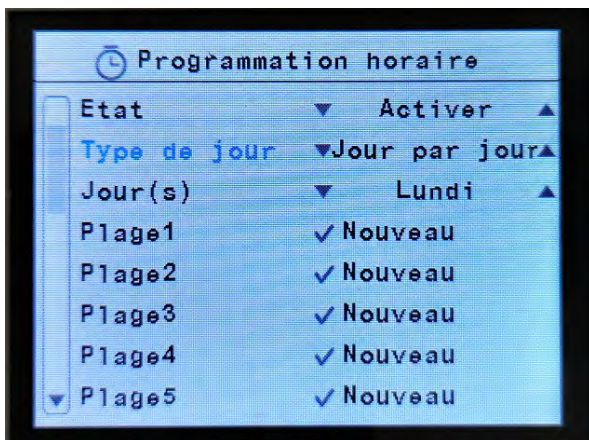 Programmation horaire
Etat Activer
Type de jour Jour par jour
Jour(s) Lundi
Plage1 Nouveau
Plage2 Nouveau
Plage3 Nouveau
Plage4 Nouveau
Plage5 Nouveau